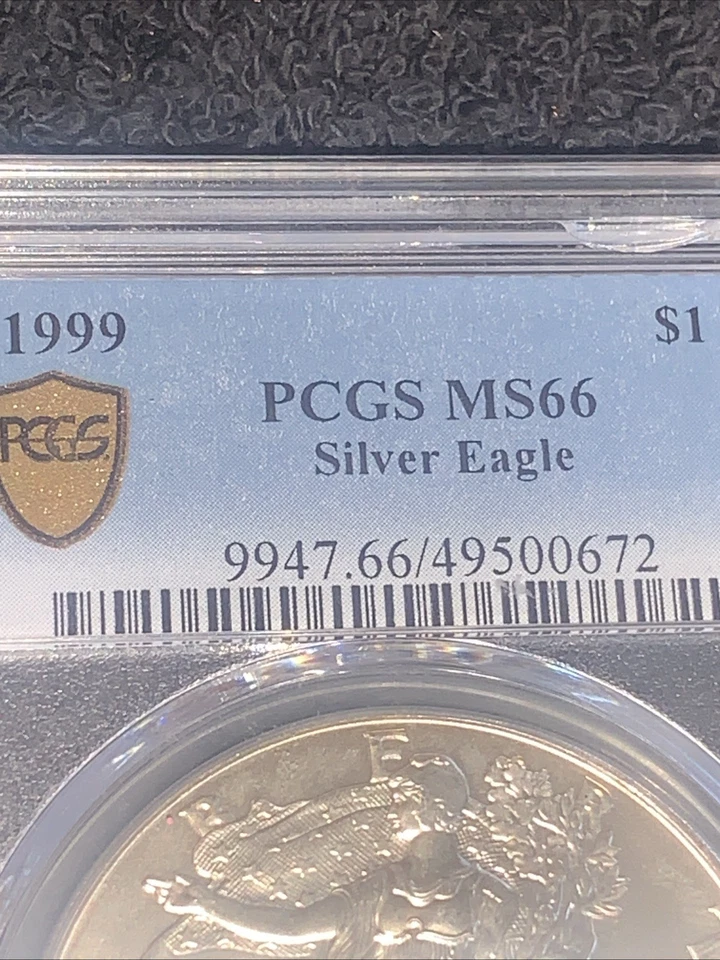 1999 $1
PCGS MS66
PCGS
Silver Eagle
9947.66/49500672
E